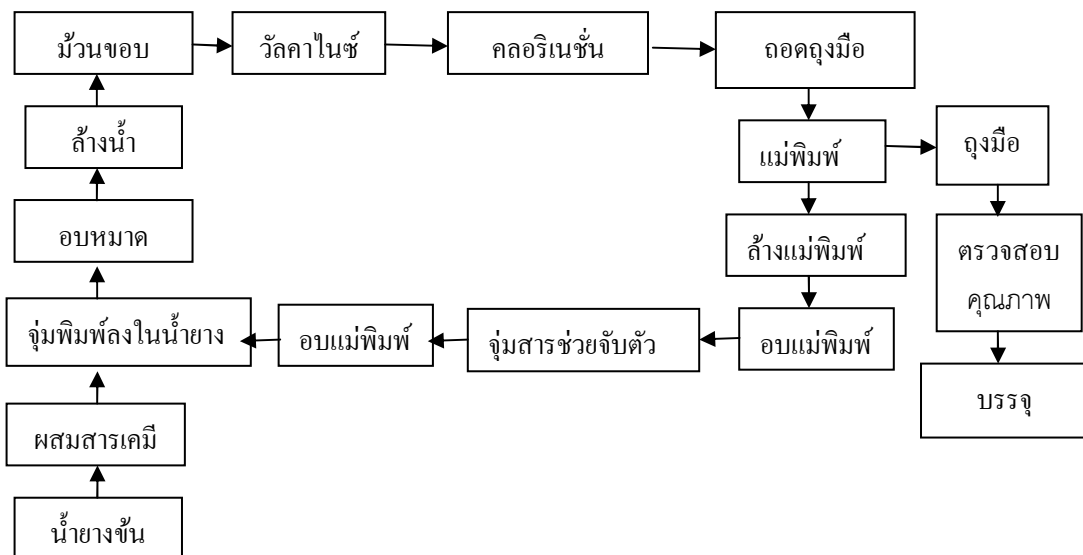 ม้วนขอบ
วัลคาไนซ์
คลอริเนชั่น
ถอดถุงมือ
ล้างน้ำ
แม่พิมพ์
ถุงมือ
อบหมาด
ล้างแม่พิมพ์
ตรวจสอบ
คุณภาพ
จุ่มพิมพ์ลงในน้ำยาง
อบแม่พิมพ์
จุ่มสารช่วยจับตัว
อบแม่พิมพ์
บรรจุ
ผสมสารเคมี
น้ำยางข้น